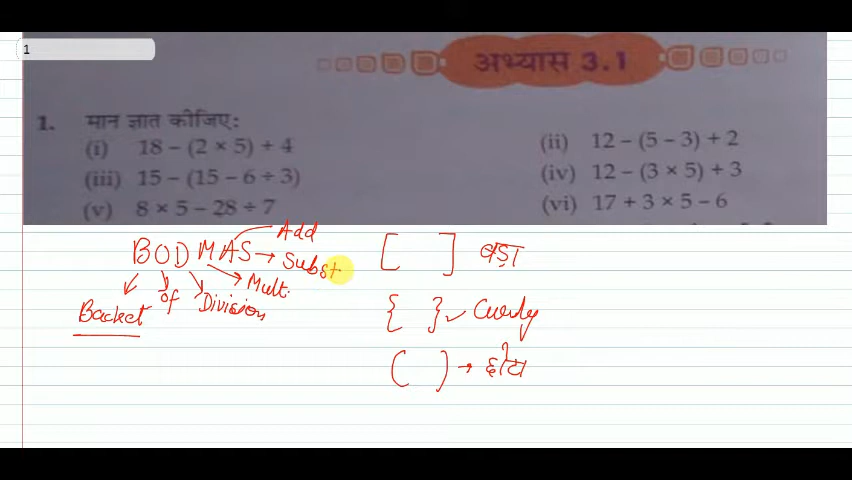 1
अभ्यास 3.1
1. मान ज्ञात कीजिए:
(i) 18 – (2 × 5) + 4
(ii) 12 – (5 – 3) + 2
(iii) 15 – (15 – 6 ÷ 3)
(iv) 12 – (3 × 5) + 3
(v) 8 × 5 – 28 ÷ 7
(vi) 17 + 3 × 5 – 6
Add
BODMAS → Subst
Multi.
of Division
Backet
[ ] बड़ा
{ } Curly
( ) → छोटा